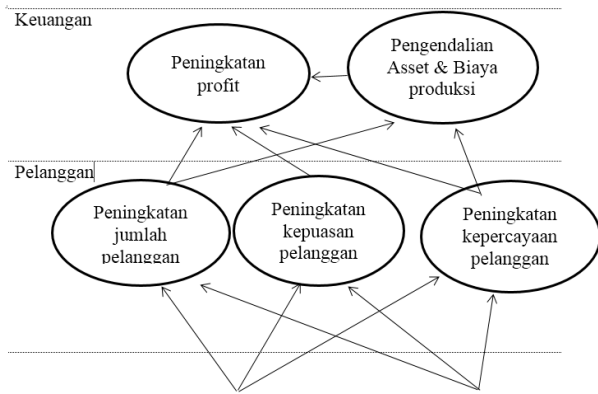 Keuangan
Peningkatan
profit
Pengendalian
Asset & Biaya
produksi
Pelanggan
Peningkatan
jumlah
pelanggan
Peningkatan
kepuasan
pelanggan
Peningkatan
kepercayaan
pelanggan